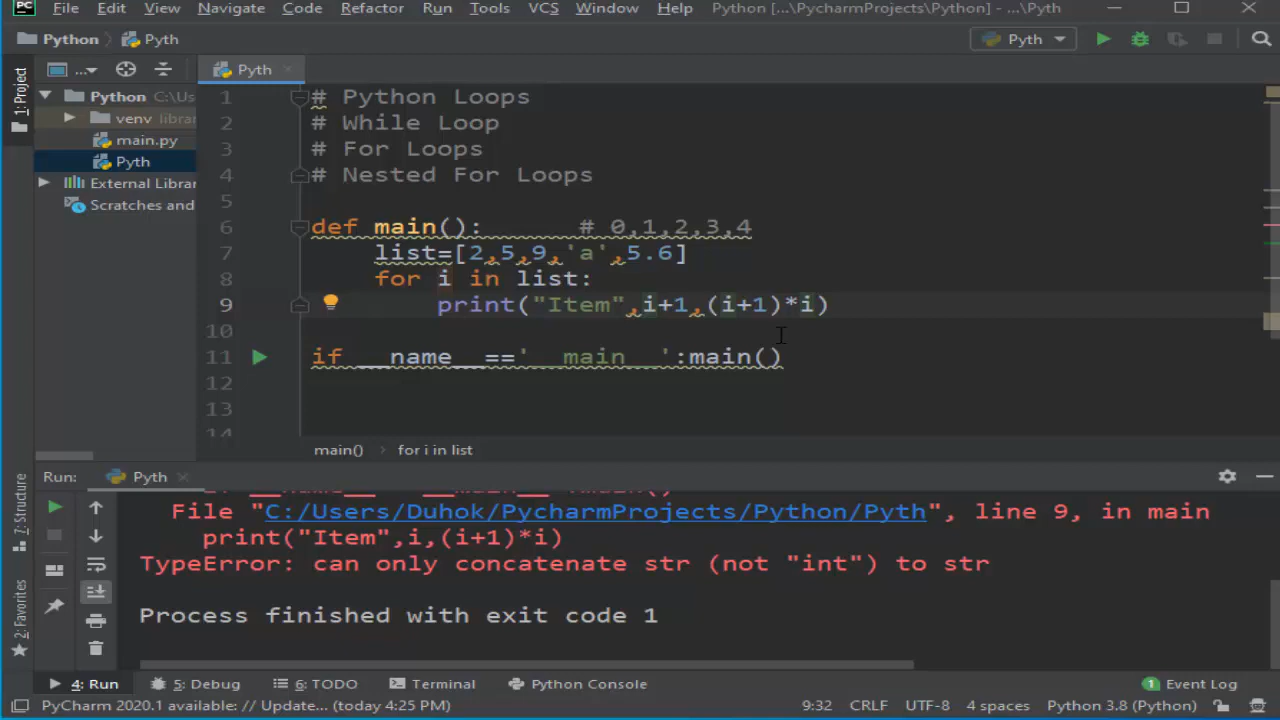 PC File Edit View Navigate Code Refactor Run Tools VCS Window Help Python [...\PycharmProjects\Python] - ...\Pyth
Python Pyth Pyth
1: Project
... Pyth
Python C:\Us
venv libra
main.py
Pyth
External Librar
Scratches and
1 # Python Loops
2 # While Loop
3 # For Loops
4 # Nested For Loops
5
6 def main(): # 0,1,2,3,4
7 list=[2,5,9,'a',5.6]
8 for i in list:
9 print("Item",i+1,(i+1)*i)
10
11 if __name__=='__main__':main()
12
13
14
main() for i in list
Run: Pyth
7: Structure
2: Favorites
File "C:/Users/Duhok/PycharmProjects/Python/Pyth", line 9, in main
print("Item",i,(i+1)*i)
TypeError: can only concatenate str (not "int") to str
Process finished with exit code 1
4: Run 5: Debug 6: TODO Terminal Python Console 1 Event Log
PyCharm 2020.1 available: // Update... (today 4:25 PM) 9:32 CRLF UTF-8 4 spaces Python 3.8 (Python)